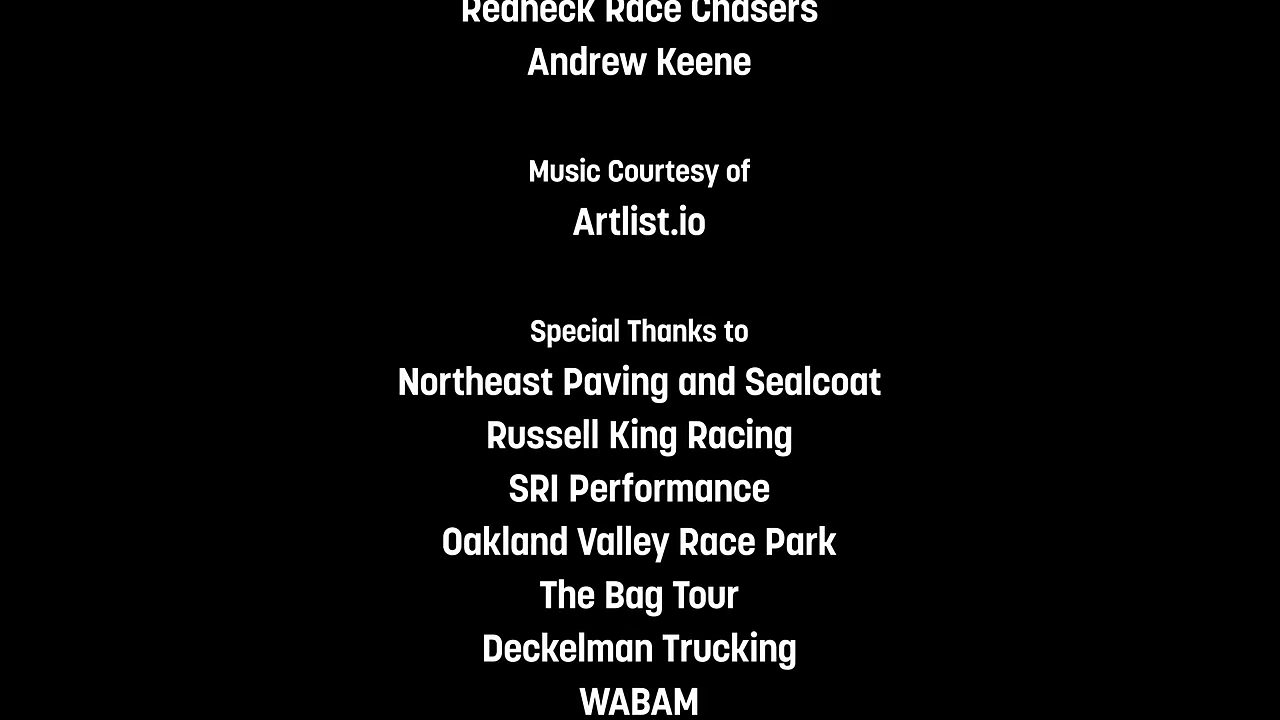 Redneck Race Chasers
Andrew Keene
Music Courtesy of
Artlist.io
Special Thanks to
Northeast Paving and Sealcoat
Russell King Racing
SRI Performance
Oakland Valley Race Park
The Bag Tour
Deckelman Trucking
WABAM